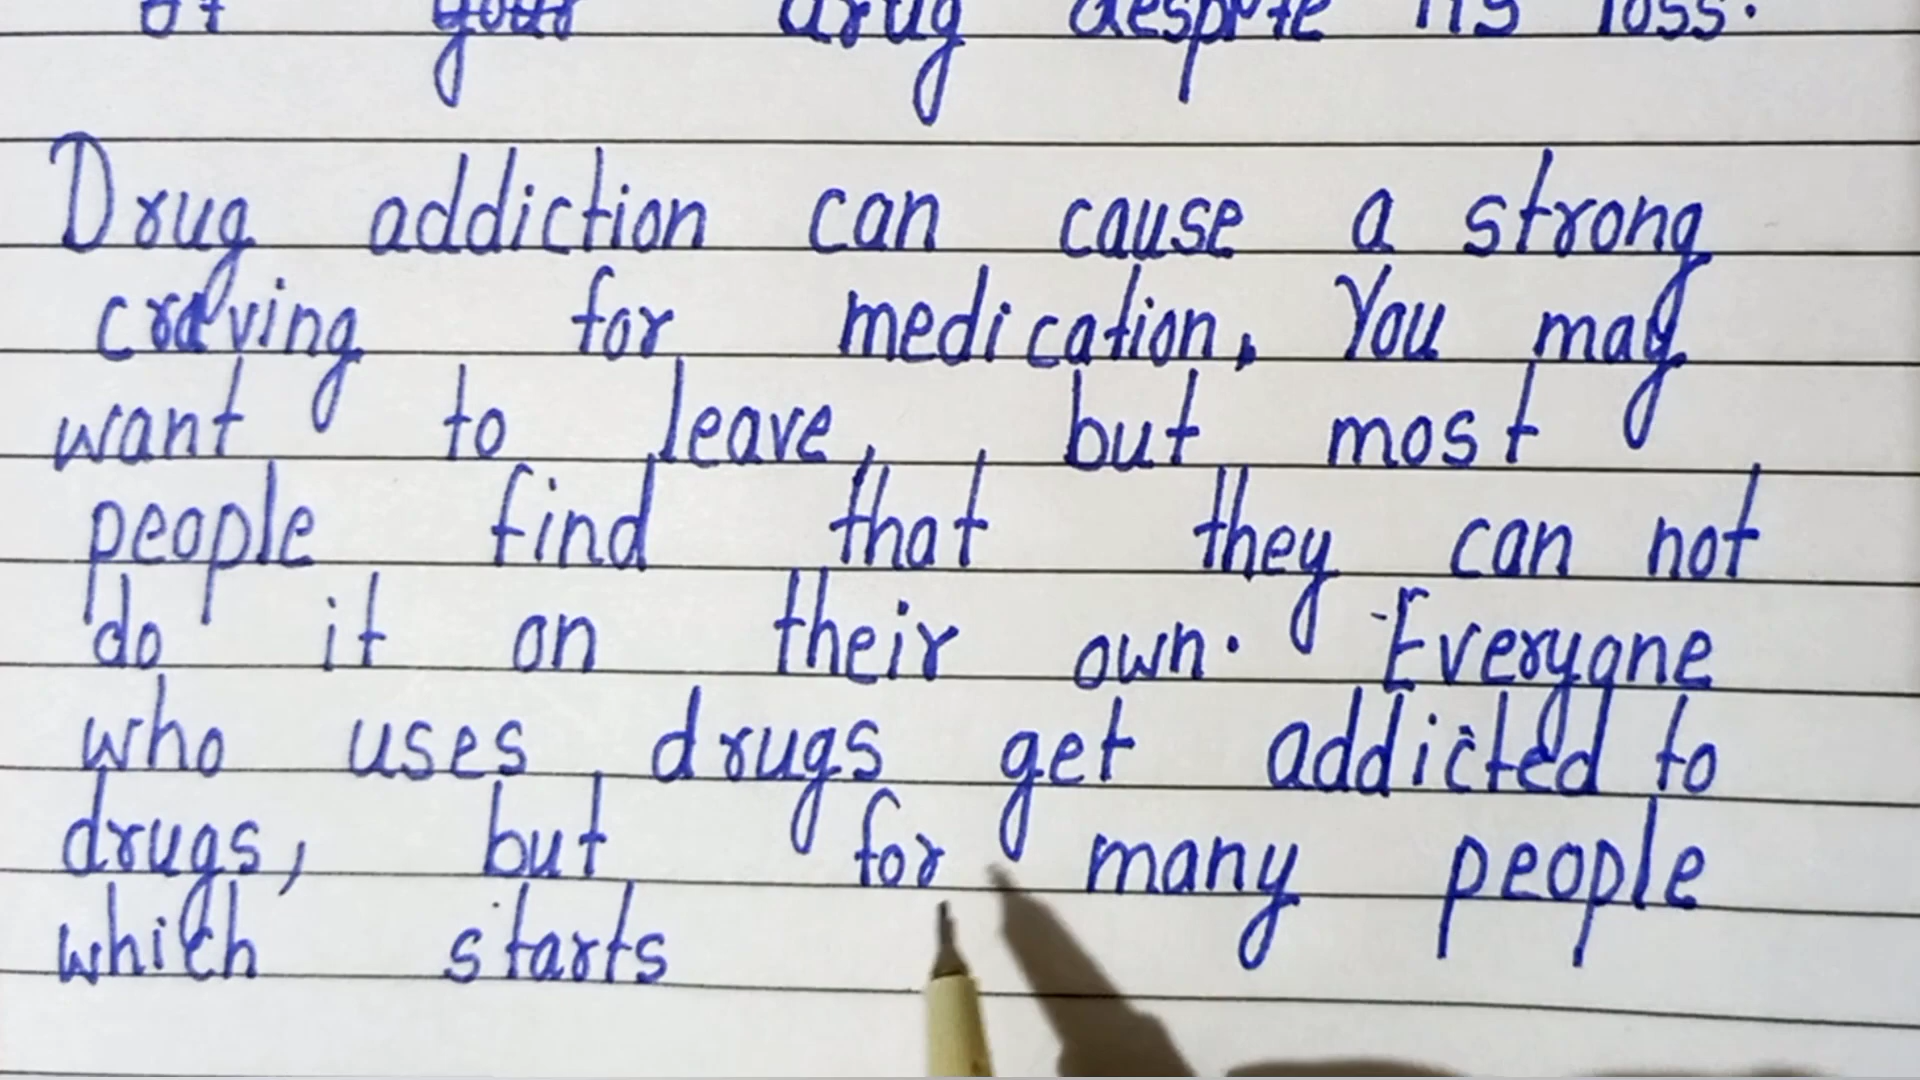 of your drug despite its loss.
Drug addiction can cause a strong
craving for medication. You may
want to leave, but most
people find that they can not
do it on their own. Everyone
who uses drugs get addicted to
drugs, but for many people
which starts